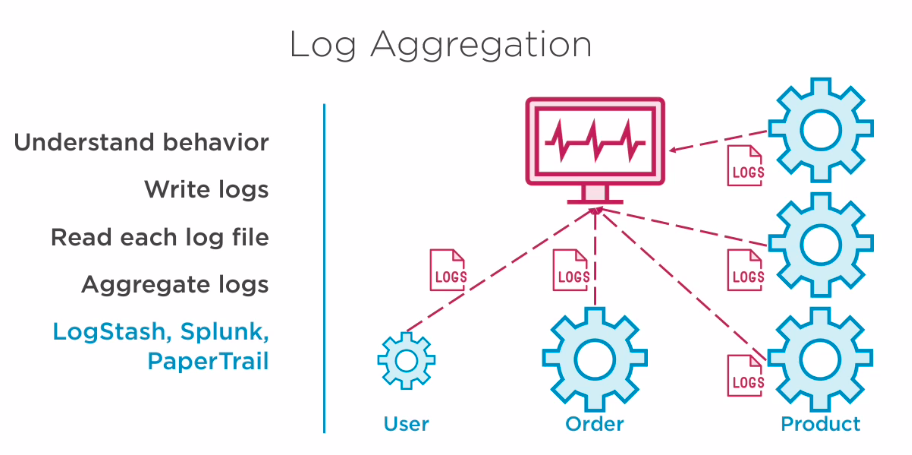 Log Aggregation
Understand behavior
Write logs
Read each log file
Aggregate logs
LogStash, Splunk,
PaperTrail
LOGS
LOGS
LOGS
LOGS
LOGS
User
Order
Product